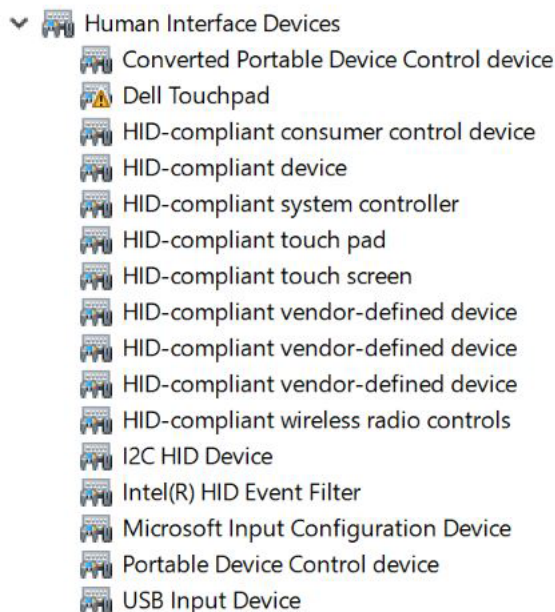 Human Interface Devices
Converted Portable Device Control device
Dell Touchpad
HID-compliant consumer control device
HID-compliant device
HID-compliant system controller
HID-compliant touch pad
HID-compliant touch screen
HID-compliant vendor-defined device
HID-compliant vendor-defined device
HID-compliant vendor-defined device
HID-compliant wireless radio controls
I2C HID Device
Intel(R) HID Event Filter
Microsoft Input Configuration Device
Portable Device Control device
USB Input Device